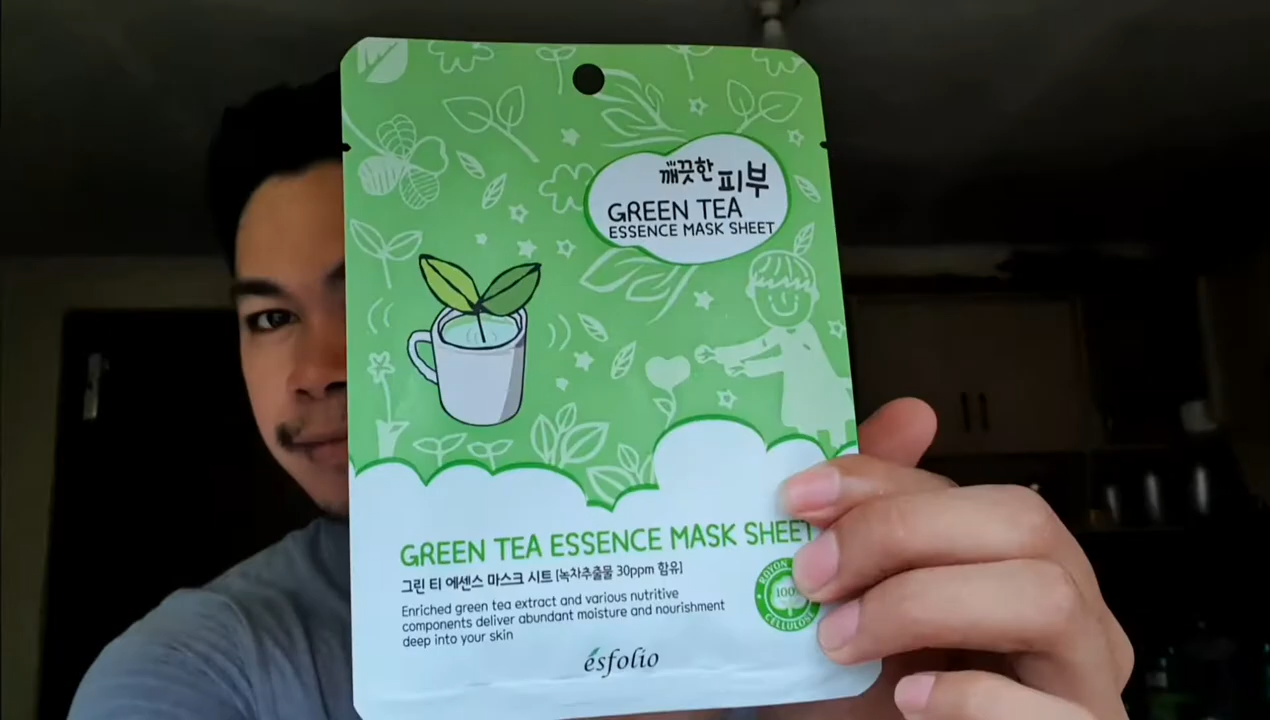 깨끗한 피부
GREEN TEA
ESSENCE MASK SHEET
GREEN TEA ESSENCE MASK SHEET
그린 티 에센스 마스크 시트 [녹차추출물 30ppm 함유]
Enriched green tea extract and various nutritive
components deliver abundant moisture and nourishment
deep into your skin
100%
CELLULOSE
esfolio